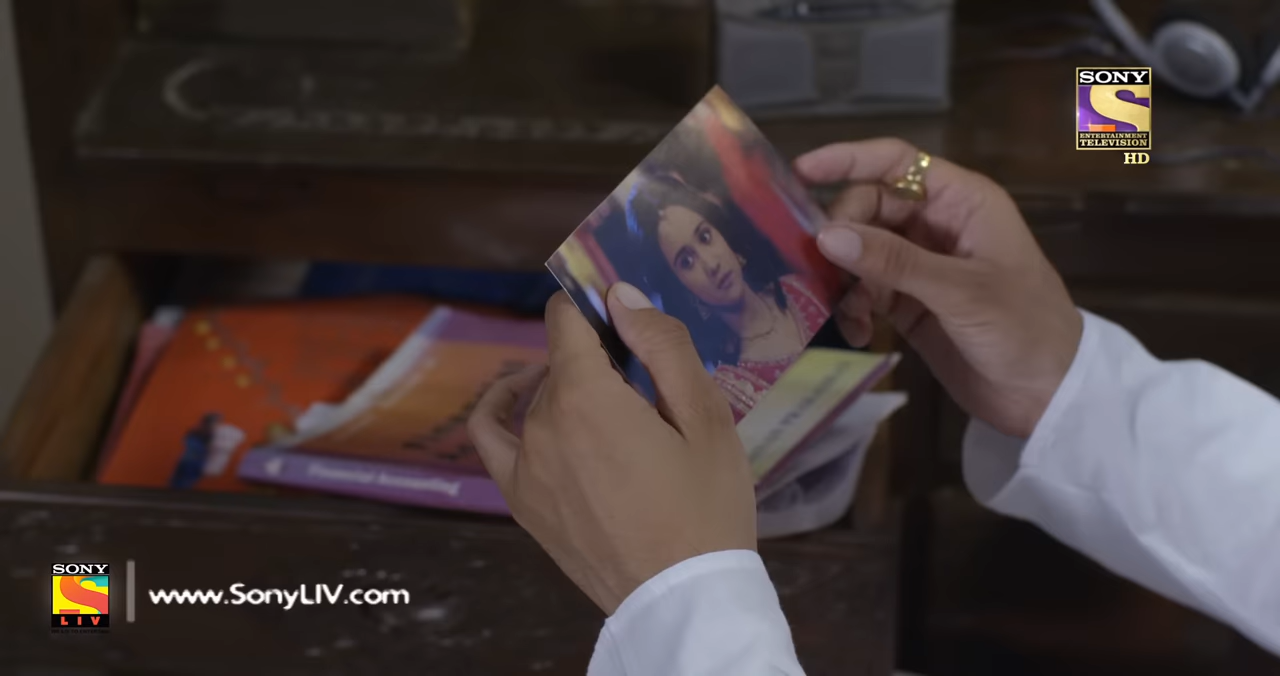 SONY
ENTERTAINMENT
TELEVISION
HD
Financial Accounting
SONY
LIV
www.SonyLIV.com